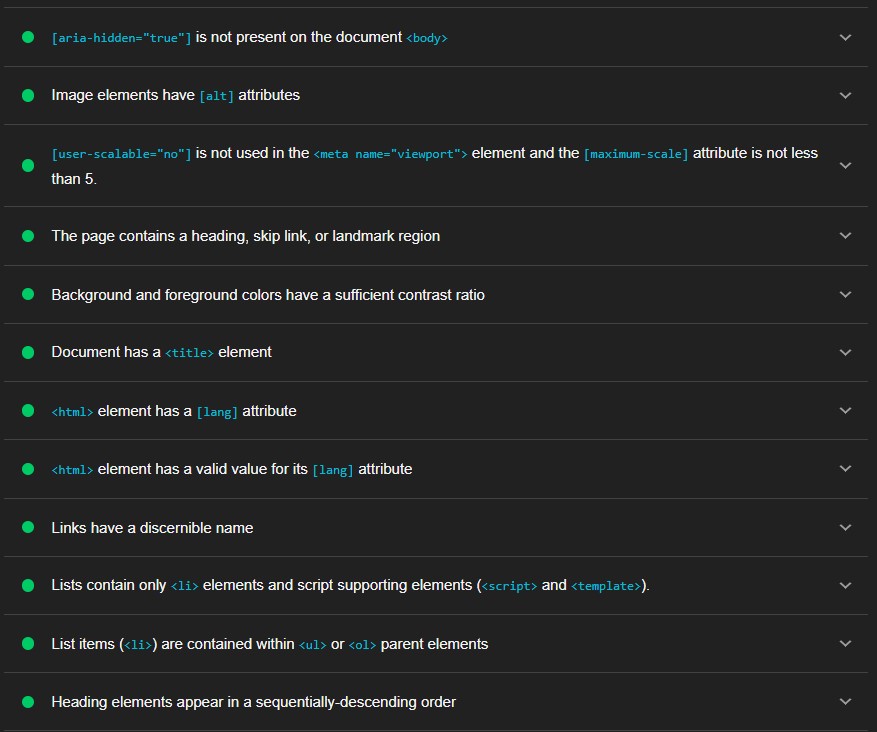 [aria-hidden="true"] is not present on the document <body>
Image elements have [alt] attributes
[user-scalable="no"] is not used in the <meta name="viewport"> element and the [maximum-scale] attribute is not less
than 5.
The page contains a heading, skip link, or landmark region
Background and foreground colors have a sufficient contrast ratio
Document has a <title> element
<html> element has a [lang] attribute
<html> element has a valid value for its [lang] attribute
Links have a discernible name
Lists contain only <li> elements and script supporting elements (<script> and <template>).
List items (<li>) are contained within <ul> or <ol> parent elements
Heading elements appear in a sequentially-descending order